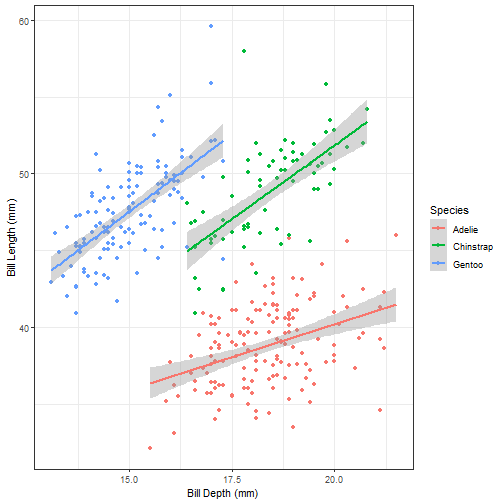 60
50
40
Bill Length (mm)
15.0
17.5
20.0
Bill Depth (mm)
Species
Adelie
Chinstrap
Gentoo